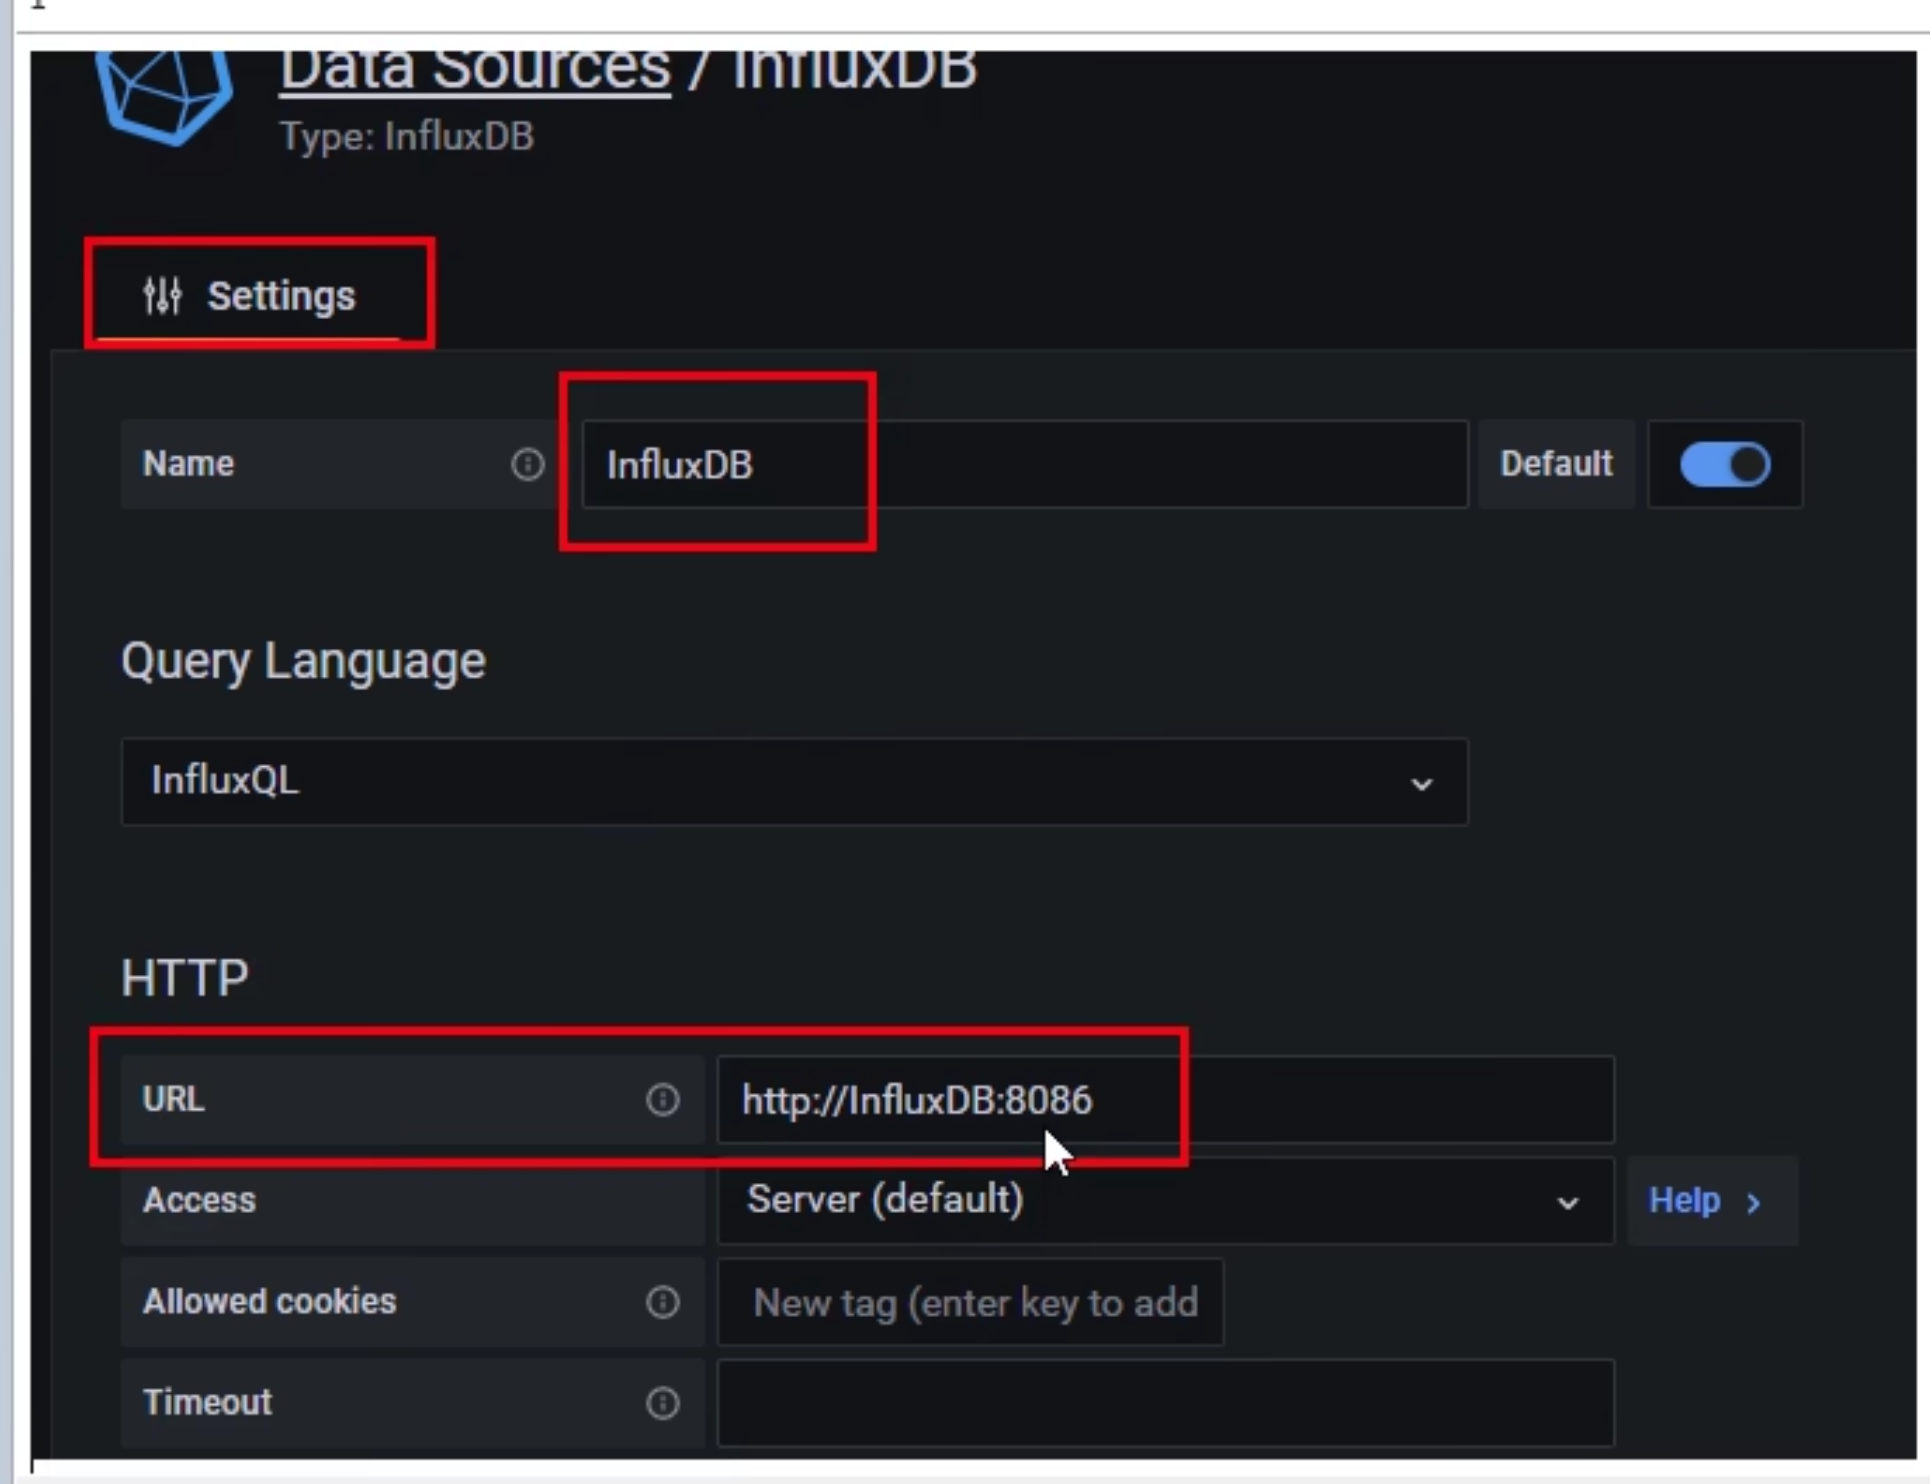 Data Sources / InfluxDB
Type: InfluxDB
Settings
Name InfluxDB Default
Query Language
InfluxQL
HTTP
URL http://InfluxDB:8086
Access Server (default) Help >
Allowed cookies New tag (enter key to add
Timeout